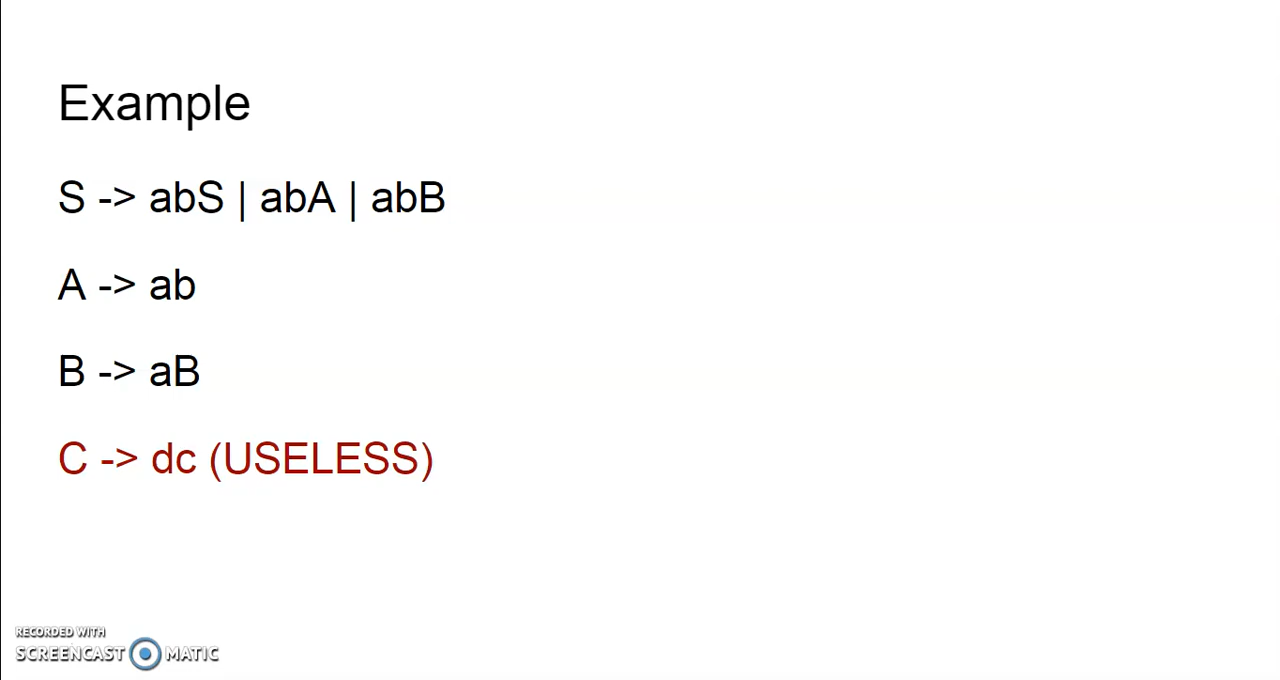 Example
S -> abS | abA | abB
A -> ab
B -> aB
C -> dc (USELESS)
RECORDED WITH
SCREENCAST MATIC